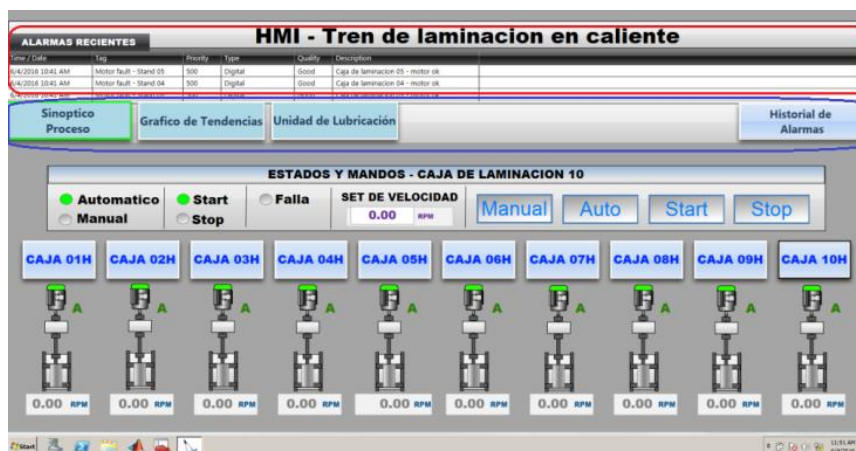 HMI - Tren de laminacion en caliente
ALARMAS RECIENTES
Time / Date Tag Priority Type Quality Description
6/4/2016 10:41 AM Motor fault - Stand 05 500 Digital Good Caja de laminacion 05 - motor ok
6/4/2016 10:41 AM Motor fault - Stand 04 500 Digital Good Caja de laminacion 04 - motor ok
Sinoptico
Proceso
Grafico de Tendencias
Unidad de Lubricación
Historial de
Alarmas
ESTADOS Y MANDOS - CAJA DE LAMINACION 10
Automatico
Manual
Start
Stop
Falla
SET DE VELOCIDAD
0.00 RPM
Manual Auto Start Stop
CAJA 01H CAJA 02H CAJA 03H CAJA 04H CAJA 05H CAJA 06H CAJA 07H CAJA 08H CAJA 09H CAJA 10H
A A A A A A A A A A
0.00 RPM 0.00 RPM 0.00 RPM 0.00 RPM 0.00 RPM 0.00 RPM 0.00 RPM 0.00 RPM 0.00 RPM 0.00 RPM
Start 11:51 AM